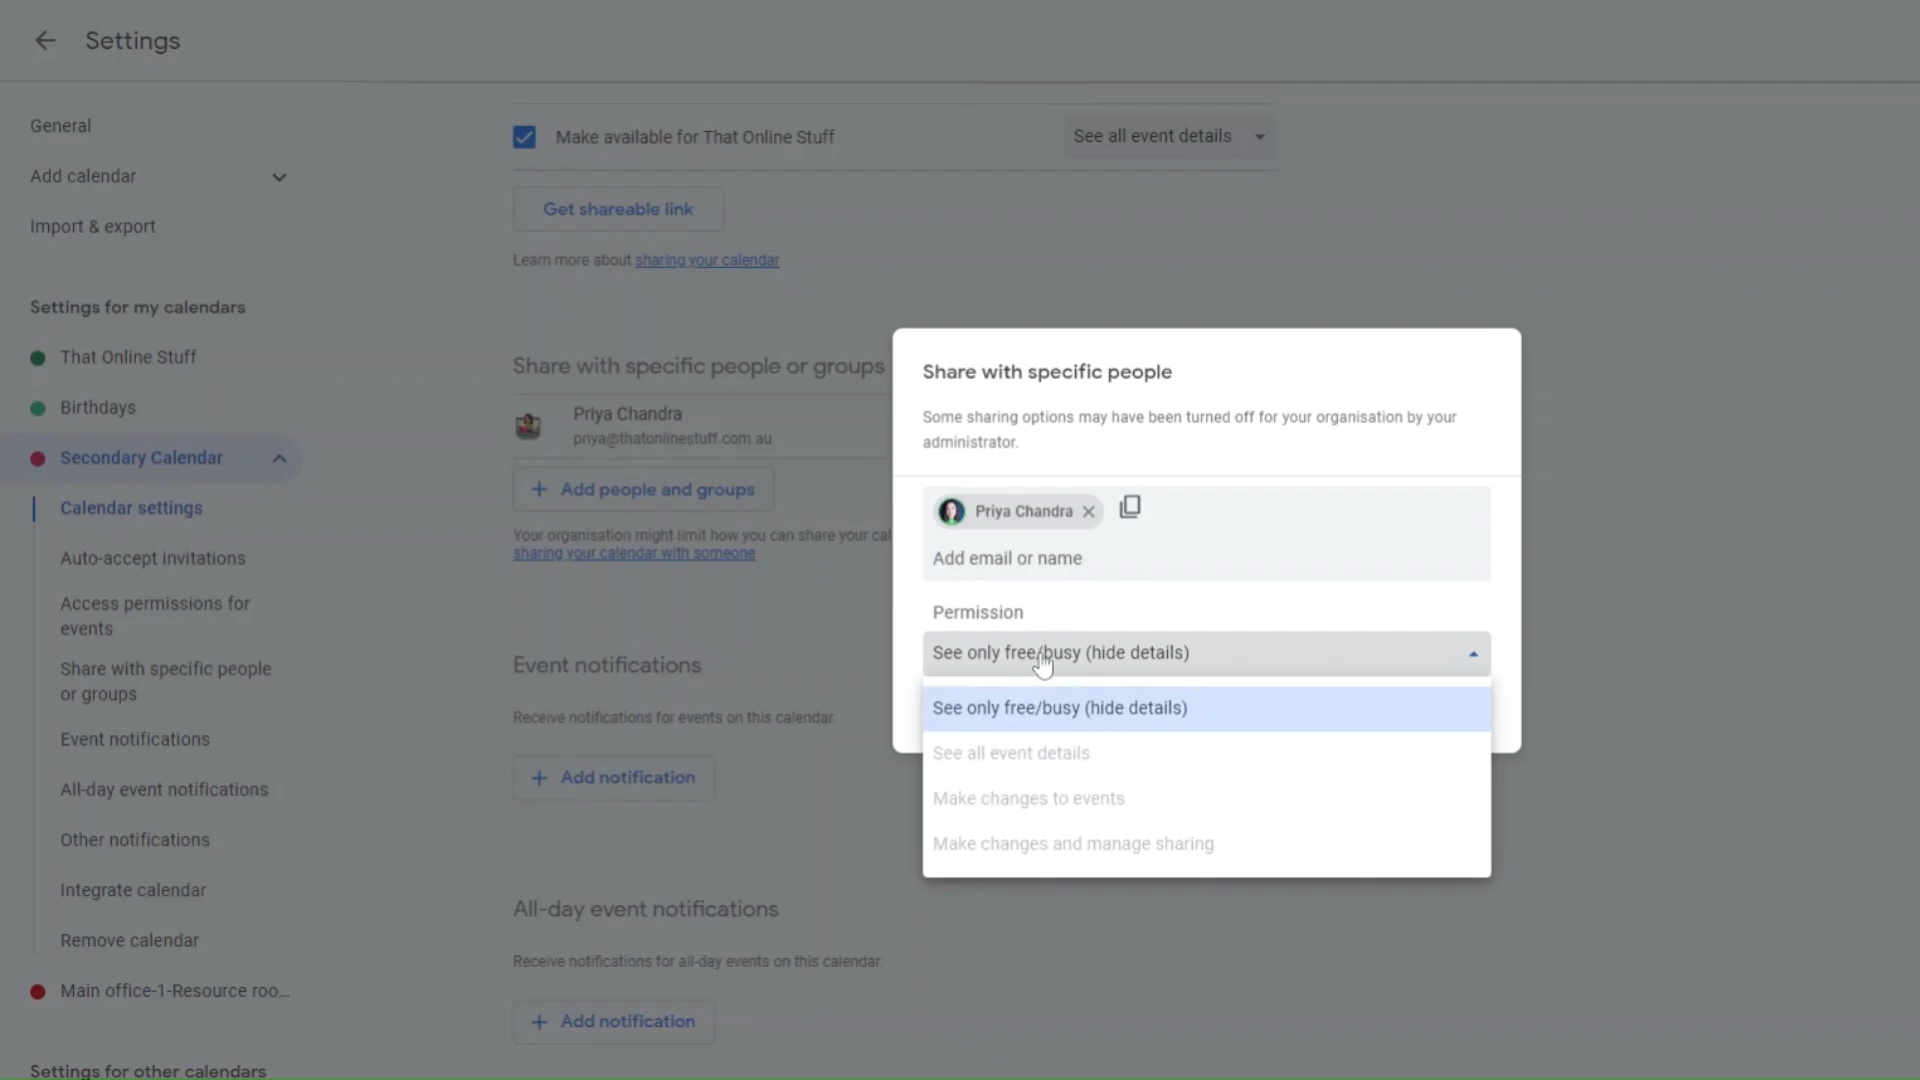 Settings
General
Add calendar
Import & export
Settings for my calendars
That Online Stuff
Birthdays
Secondary Calendar
Calendar settings
Auto-accept invitations
Access permissions for
events
Share with specific people
or groups
Event notifications
All-day event notifications
Other notifications
Integrate calendar
Remove calendar
Main office-1-Resource roo...
Settings for other calendars
Make available for That Online Stuff
See all event details
Get shareable link
Learn more about sharing your calendar
Share with specific people or groups
Priya Chandra
priya@thatonlinestuff.com.au
+ Add people and groups
Your organisation might limit how you can share your cal
sharing your calendar with someone
Event notifications
Receive notifications for events on this calendar.
+ Add notification
All-day event notifications
Receive notifications for all-day events on this calendar.
+ Add notification
Share with specific people
Some sharing options may have been turned off for your organisation by your
administrator.
Priya Chandra
Add email or name
Permission
See only free/busy (hide details)
See only free/busy (hide details)
See all event details
Make changes to events
Make changes and manage sharing